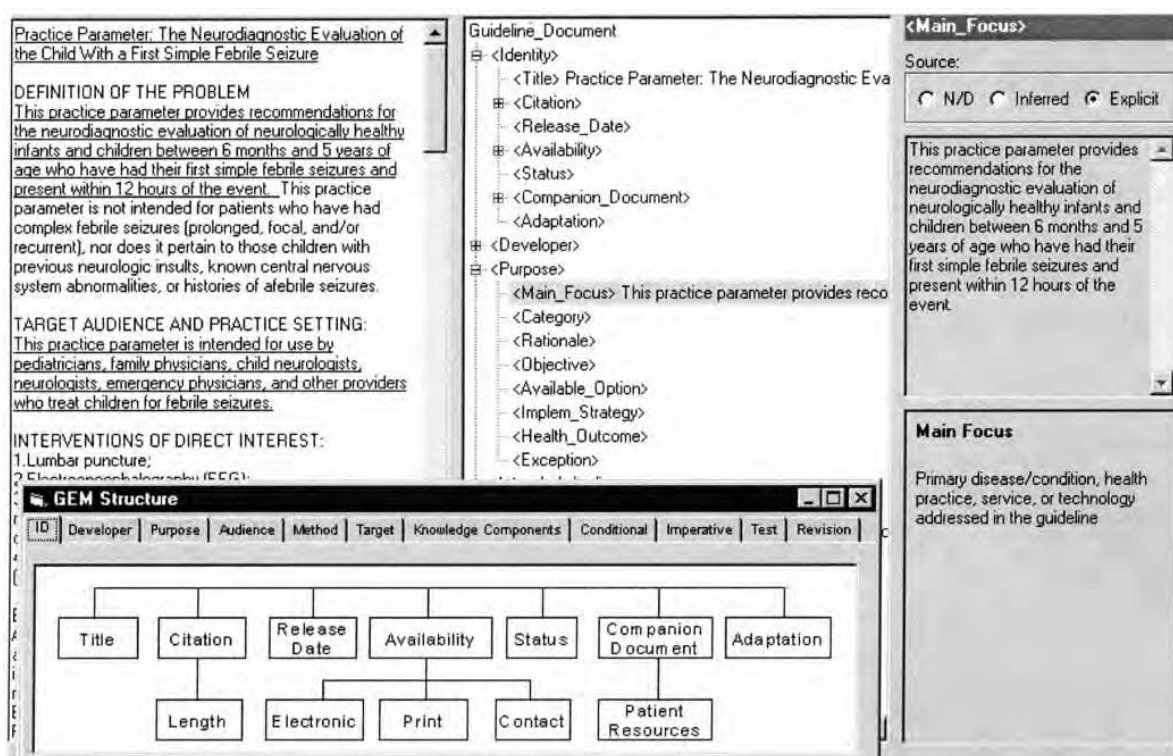 Practice Parameter: The Neurodiagnostic Evaluation of
the Child With a First Simple Febrile Seizure
DEFINITION OF THE PROBLEM
This practice parameter provides recommendations for
the neurodiagnostic evaluation of neurologically healthy
infants and children between 6 months and 5 years of
age who have had their first simple febrile seizures and
present within 12 hours of the event. This practice
parameter is not intended for patients who have had
complex febrile seizures (prolonged, focal, and/or
recurrent), nor does it pertain to those children with
previous neurologic insults, known central nervous
system abnormalities, or histories of afebrile seizures.
TARGET AUDIENCE AND PRACTICE SETTING:
This practice parameter is intended for use by
pediatricians, family physicians, child neurologists,
neurologists, emergency physicians, and other providers
who treat children for febrile seizures.
INTERVENTIONS OF DIRECT INTEREST:
1.Lumbar puncture;
2.Electroencephalography (EEG);
Guideline_Document
<Identity>
<Title> Practice Parameter: The Neurodiagnostic Eva
<Citation>
<Release_Date>
<Availability>
<Status>
<Companion_Document>
<Adaptation>
<Developer>
<Purpose>
<Main_Focus> This practice parameter provides reco
<Category>
<Rationale>
<Objective>
<Available_Option>
<Implem_Strategy>
<Health_Outcome>
<Exception>
<Main_Focus>
Source:
N/D Inferred Explicit
This practice parameter provides
recommendations for the
neurodiagnostic evaluation of
neurologically healthy infants and
children between 6 months and 5
years of age who have had their
first simple febrile seizures and
present within 12 hours of the
event.
Main Focus
Primary disease/condition, health
practice, service, or technology
addressed in the guideline
GEM Structure
ID Developer Purpose Audience Method Target Knowledge Components Conditional Imperative Test Revision
Title Citation Release Date Availability Status Companion Document Adaptation
Length Electronic Print Contact Patient Resources